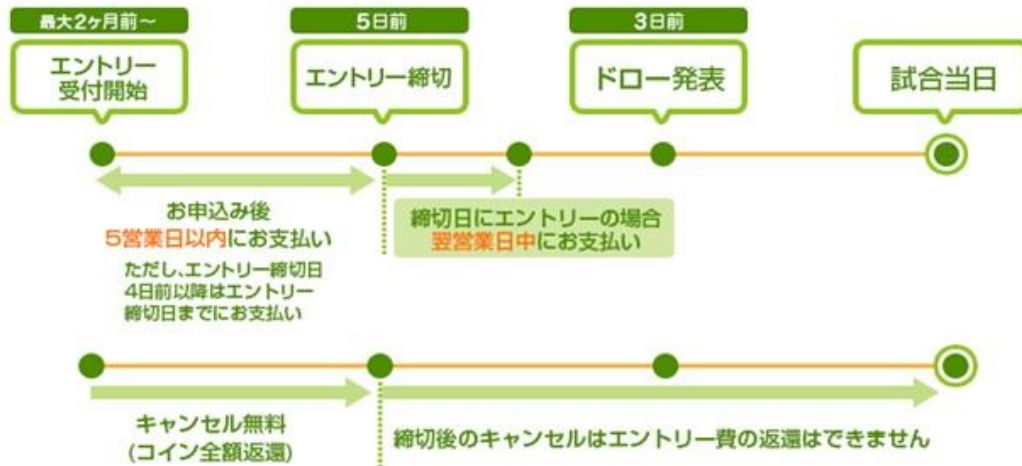 最大2ヶ月前~
エントリー
受付開始
5日前
エントリー締切
3日前
ドロー発表
試合当日
お申込み後
5営業日以内にお支払い
ただし、エントリー締切日
4日前以降はエントリー
締切日までにお支払い
締切日にエントリーの場合
翌営業日中にお支払い
キャンセル無料
(コイン全額返還)
締切後のキャンセルはエントリー費の返還はできません